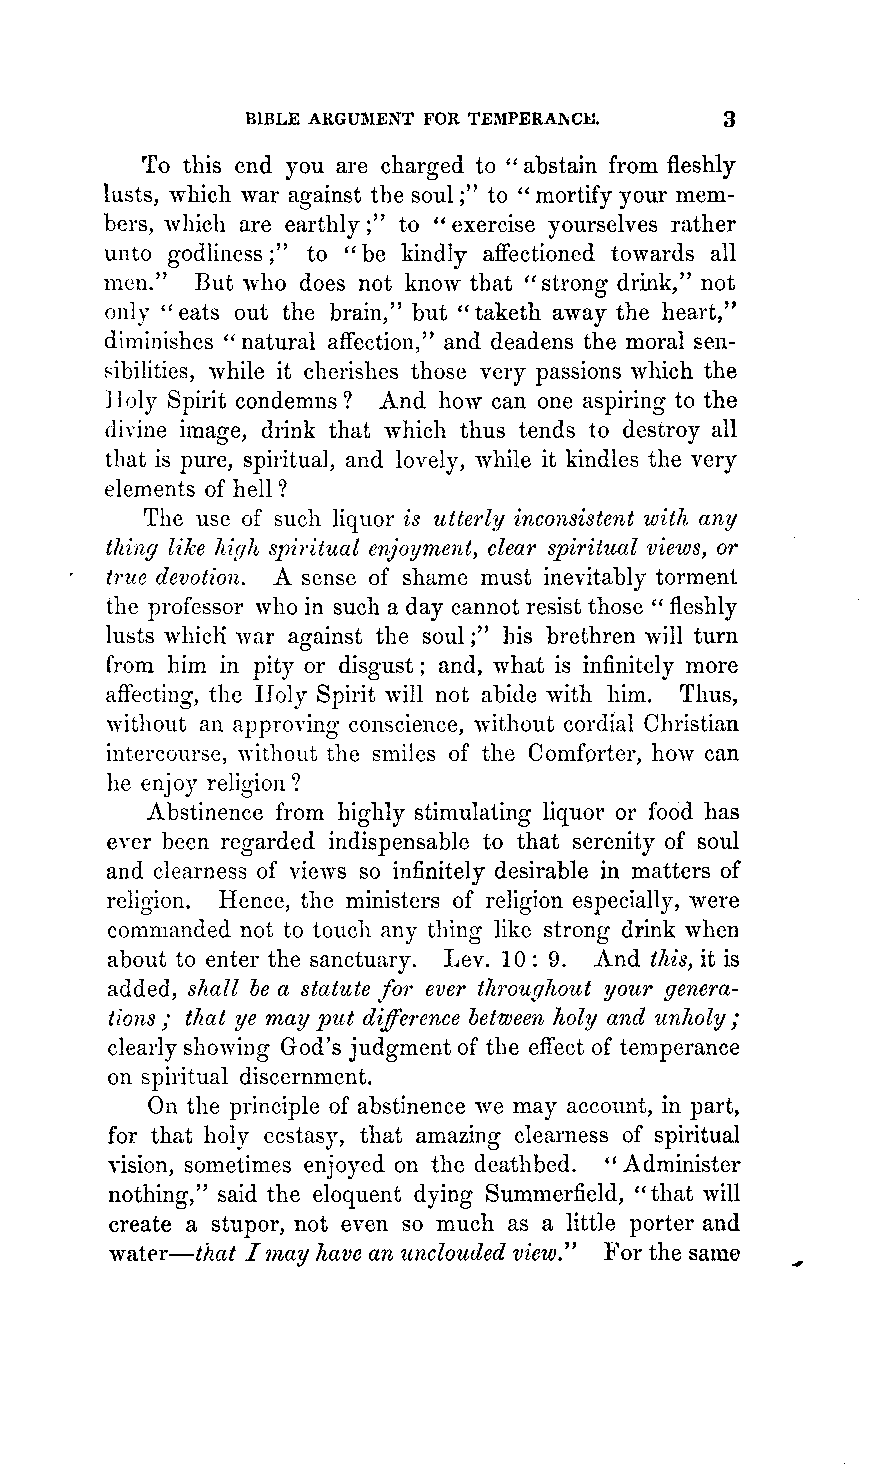 BIBLE ARGUMENT FOR TEMPERANCE. 3
To this end you are charged to "abstain from fleshly
lusts, which war against the soul;" to "mortify your mem-
bers, which are earthly;" to "exercise yourselves rather
unto godliness;" to "be kindly affectioned towards all
men." But who does not know that "strong drink," not
only "eats out the brain," but "taketh away the heart,"
diminishes "natural affection," and deadens the moral sen-
sibilities, while it cherishes those very passions which the
Holy Spirit condemns? And how can one aspiring to the
divine image, drink that which thus tends to destroy all
that is pure, spiritual, and lovely, while it kindles the very
elements of hell?
The use of such liquor is utterly inconsistent with any
thing like high spiritual enjoyment, clear spiritual views, or
true devotion. A sense of shame must inevitably torment
the professor who in such a day cannot resist those "fleshly
lusts which war against the soul;" his brethren will turn
from him in pity or disgust; and, what is infinitely more
affecting, the Holy Spirit will not abide with him. Thus,
without an approving conscience, without cordial Christian
intercourse, without the smiles of the Comforter, how can
he enjoy religion?
Abstinence from highly stimulating liquor or food has
ever been regarded indispensable to that serenity of soul
and clearness of views so infinitely desirable in matters of
religion. Hence, the ministers of religion especially, were
commanded not to touch any thing like strong drink when
about to enter the sanctuary. Lev. 10: 9. And this, it is
added, shall be a statute for ever throughout your genera-
tions; that ye may put difference between holy and unholy;
clearly showing God's judgment of the effect of temperance
on spiritual discernment.
On the principle of abstinence we may account, in part,
for that holy ecstasy, that amazing clearness of spiritual
vision, sometimes enjoyed on the deathbed. "Administer
nothing," said the eloquent dying Summerfield, "that will
create a stupor, not even so much as a little porter and
water—that I may have an unclouded view." For the same